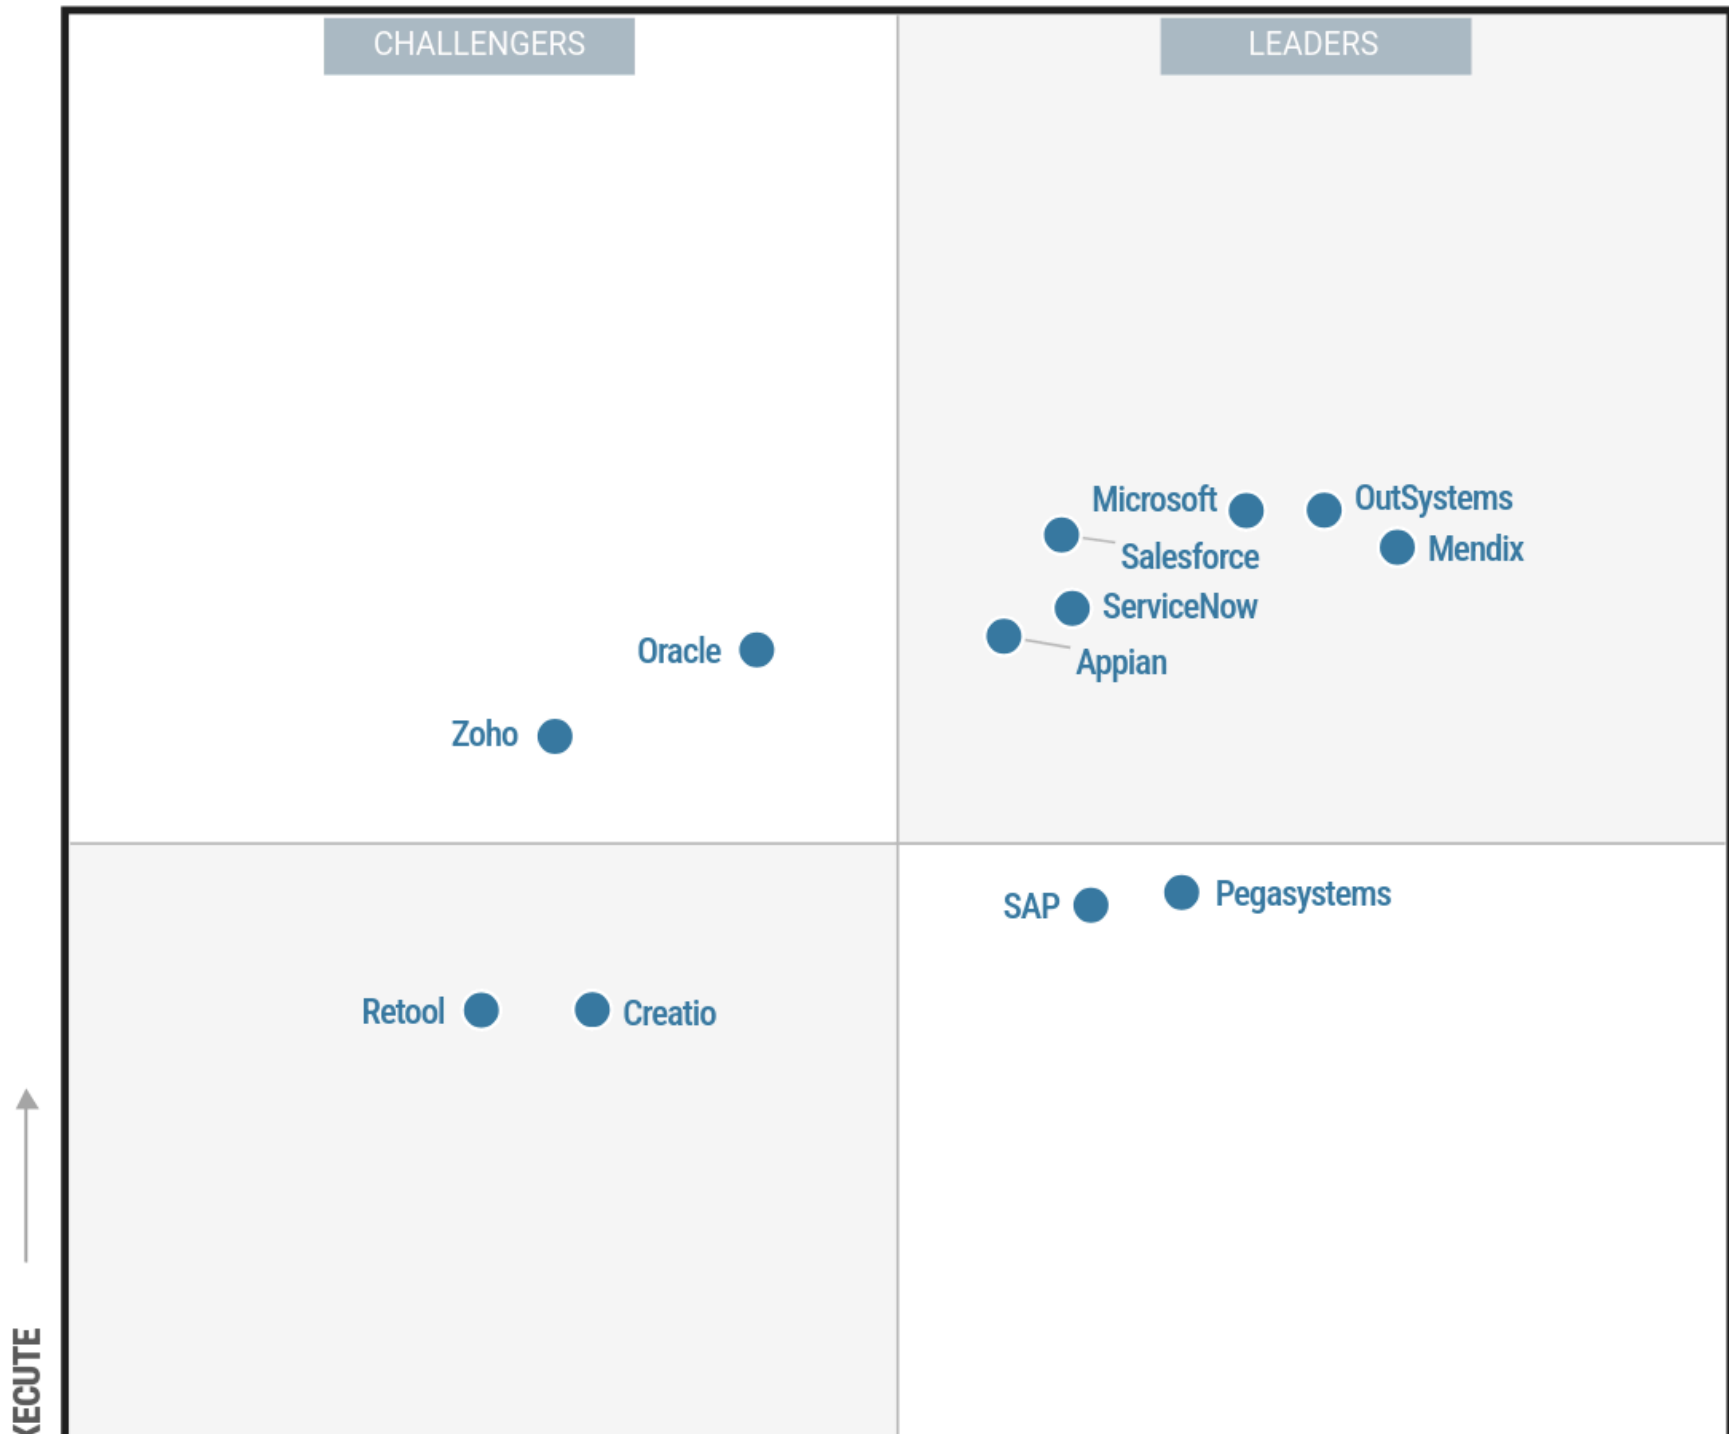 CHALLENGERS
LEADERS
Microsoft
OutSystems
Salesforce
Mendix
ServiceNow
Oracle
Appian
Zoho
SAP
Pegasystems
Retool
Creatio
XECUTE